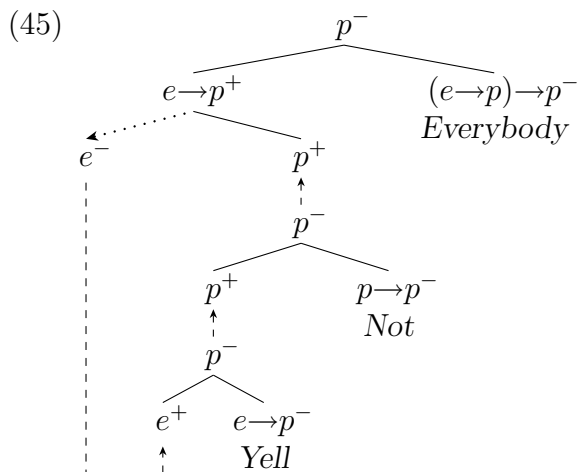 (45)
p⁻
e→p⁺ (e→p)→p⁻
Everybody
e⁻ p⁺
p⁻
p⁺ p→p⁻
Not
p⁻
e⁺ e→p⁻
Yell